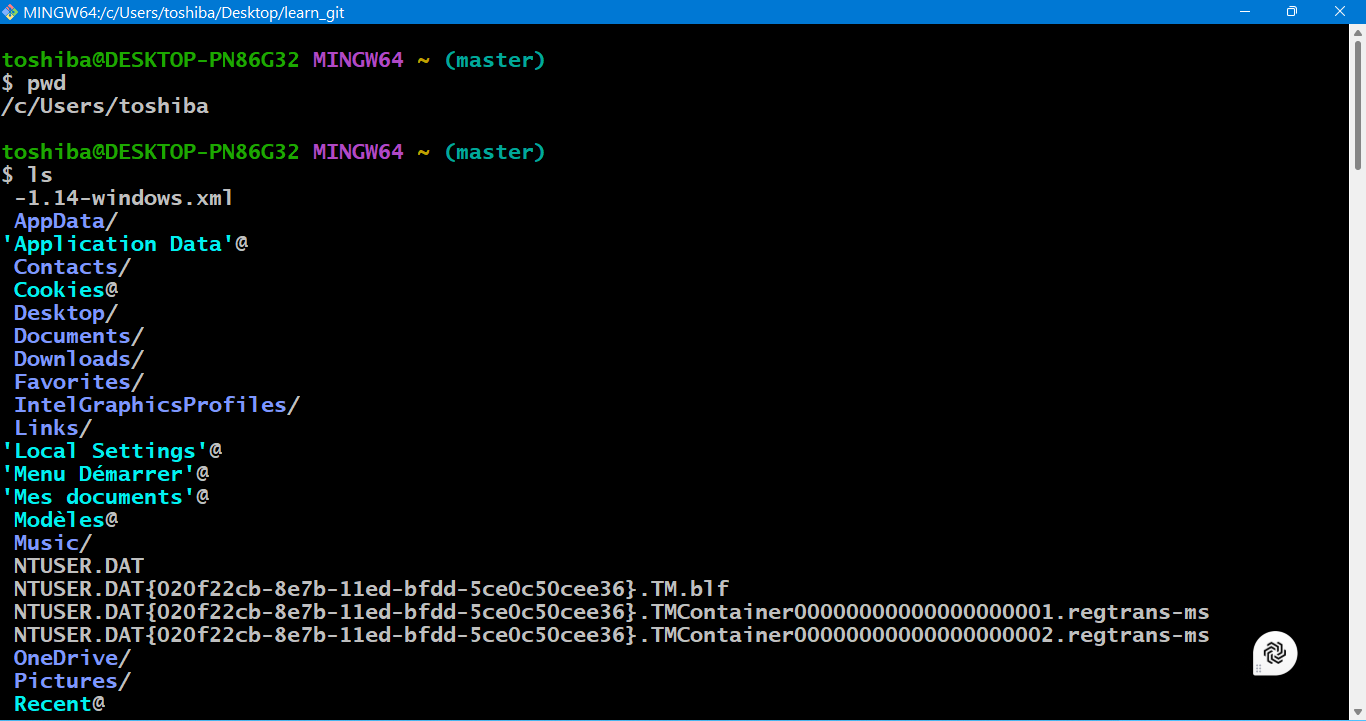 MINGW64:/c/Users/toshiba/Desktop/learn_git
toshiba@DESKTOP-PN86G32 MINGW64 ~ (master)
$ pwd
/c/Users/toshiba
toshiba@DESKTOP-PN86G32 MINGW64 ~ (master)
$ ls
-1.14-windows.xml
AppData/
'Application Data'@
Contacts/
Cookies@
Desktop/
Documents/
Downloads/
Favorites/
IntelGraphicsProfiles/
Links/
'Local Settings'@
'Menu Démarrer'@
'Mes documents'@
Modèles@
Music/
NTUSER.DAT
NTUSER.DAT{020f22cb-8e7b-11ed-bfdd-5ce0c50cee36}.TM.blf
NTUSER.DAT{020f22cb-8e7b-11ed-bfdd-5ce0c50cee36}.TMContainer00000000000000000001.regtrans-ms
NTUSER.DAT{020f22cb-8e7b-11ed-bfdd-5ce0c50cee36}.TMContainer00000000000000000002.regtrans-ms
OneDrive/
Pictures/
Recent@